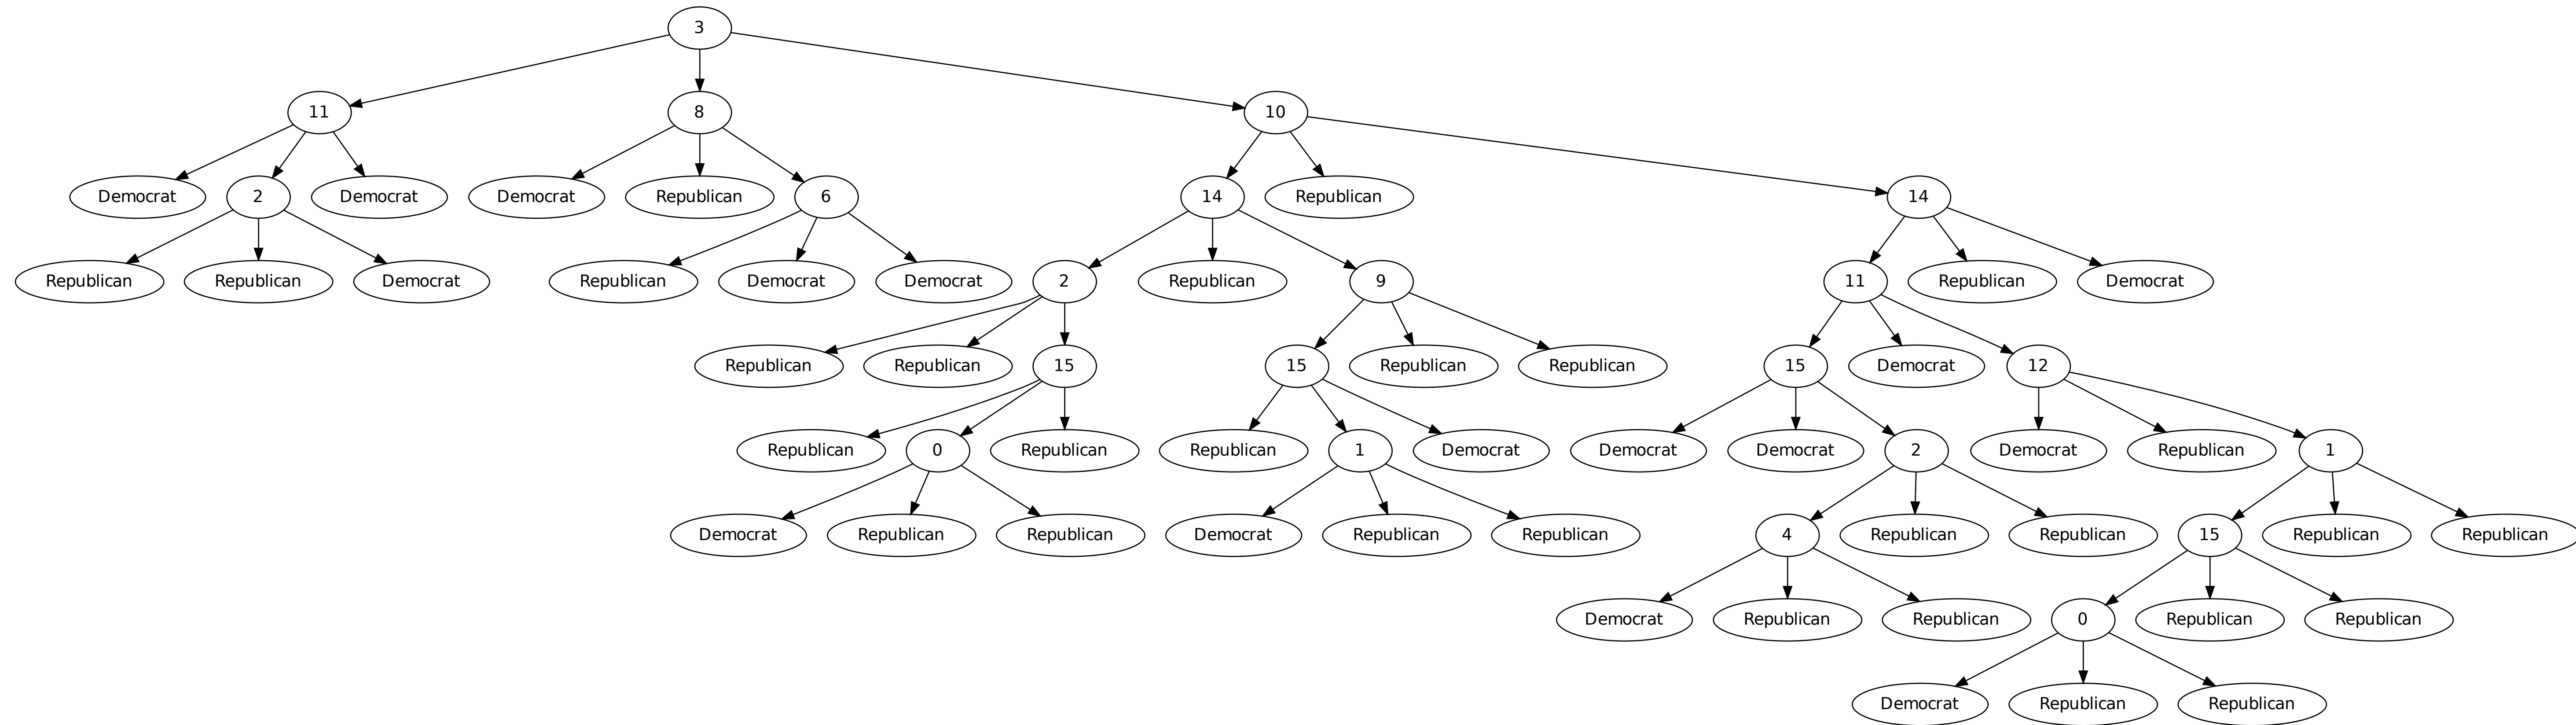 3
11 8 10
Democrat 2 Democrat Democrat Republican 6 14 Republican 14
Republican Republican Democrat Republican Democrat Democrat 2 Republican 9 11 Republican Democrat
Republican Republican 15 15 Republican Republican 15 Democrat 12
Republican 0 Republican Republican 1 Democrat Democrat Democrat 2 Democrat Republican 1
Democrat Republican Republican Democrat Republican Republican 4 Republican Republican 15 Republican Republican
Democrat Republican Republican 0 Republican Republican
Democrat Republican Republican